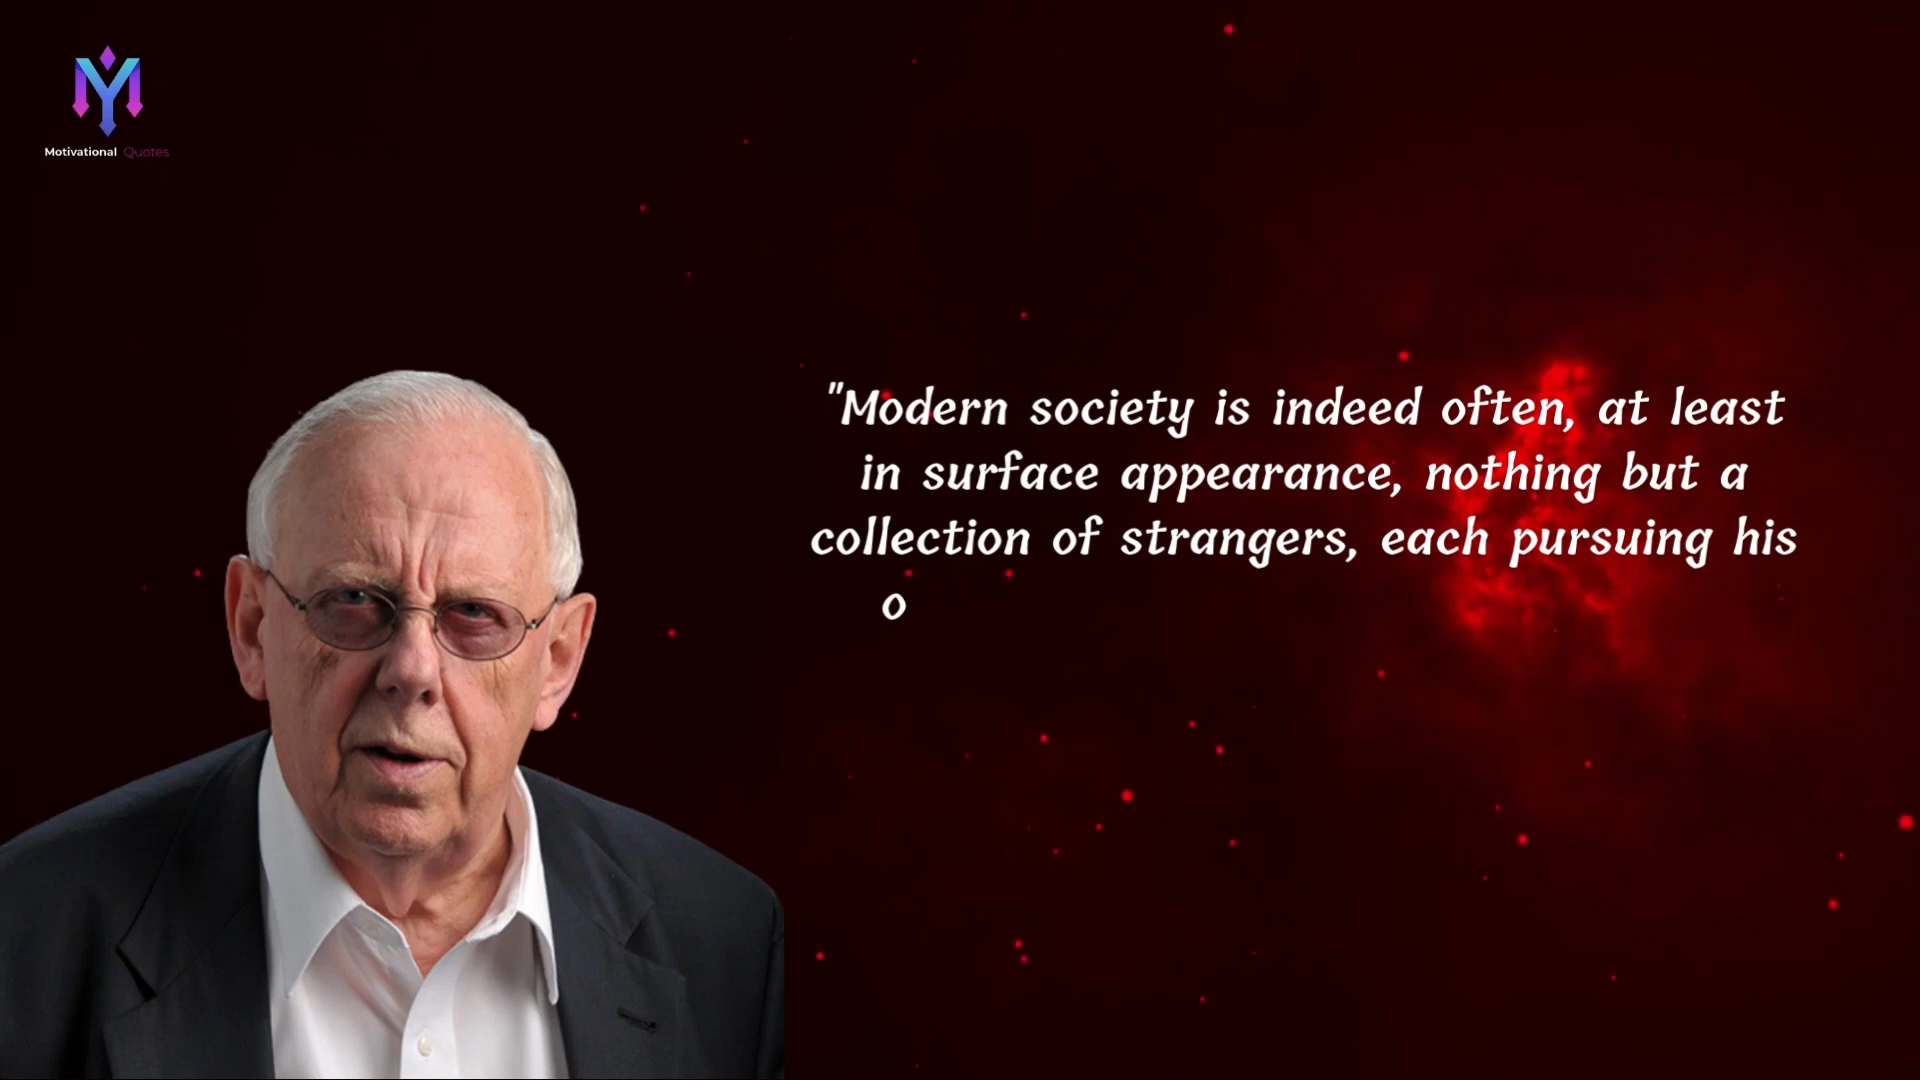 Motivational Quotes
"Modern society is indeed often, at least
in surface appearance, nothing but a
collection of strangers, each pursuing his
o